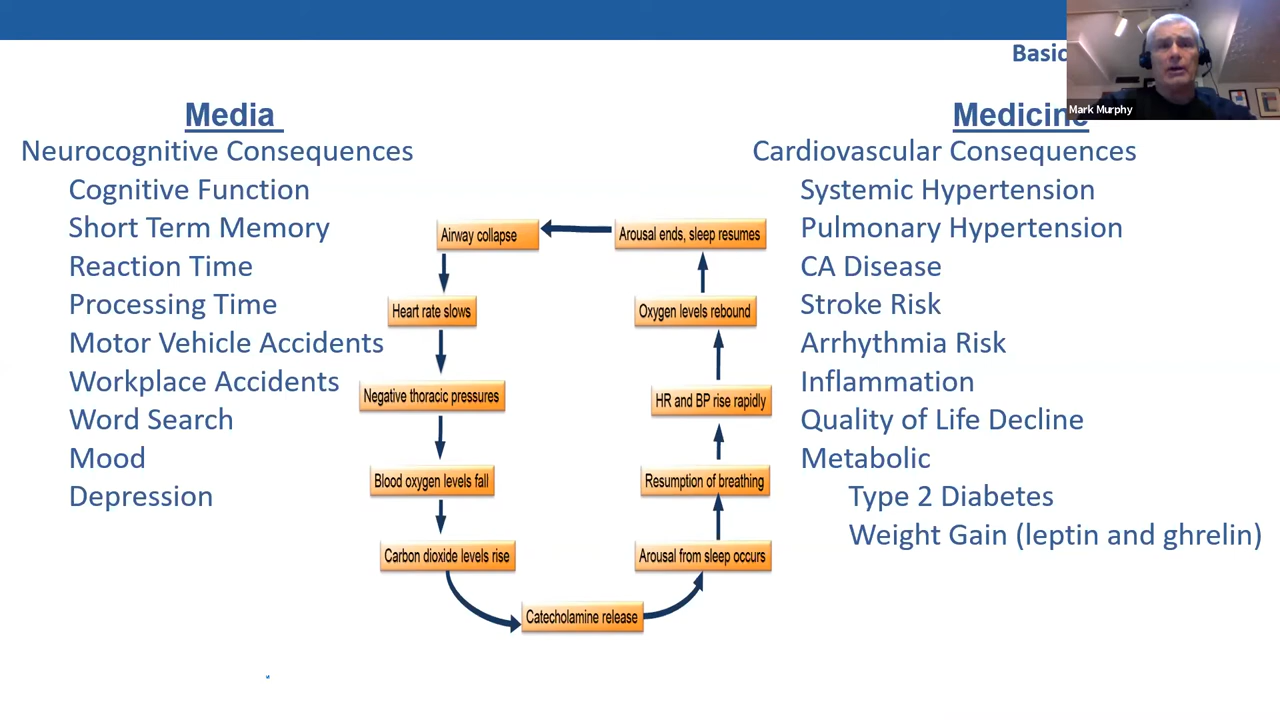 Basic
Mark Murphy
Media
Neurocognitive Consequences
Cognitive Function
Short Term Memory
Reaction Time
Processing Time
Motor Vehicle Accidents
Workplace Accidents
Word Search
Mood
Depression
Airway collapse
Heart rate slows
Negative thoracic pressures
Blood oxygen levels fall
Carbon dioxide levels rise
Catecholamine release
Arousal from sleep occurs
Resumption of breathing
HR and BP rise rapidly
Oxygen levels rebound
Arousal ends, sleep resumes
Medicine
Cardiovascular Consequences
Systemic Hypertension
Pulmonary Hypertension
CA Disease
Stroke Risk
Arrhythmia Risk
Inflammation
Quality of Life Decline
Metabolic
Type 2 Diabetes
Weight Gain (leptin and ghrelin)